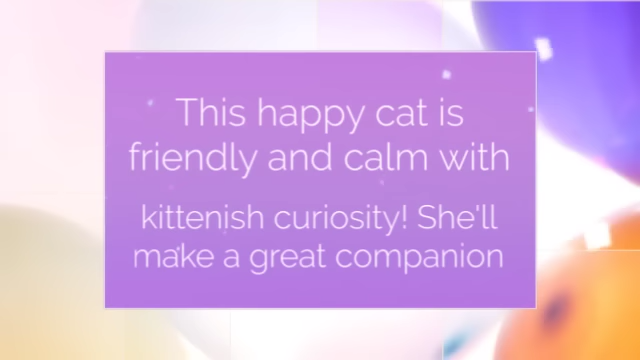 This happy cat is
friendly and calm with
kittenish curiosity! She'll
make a great companion